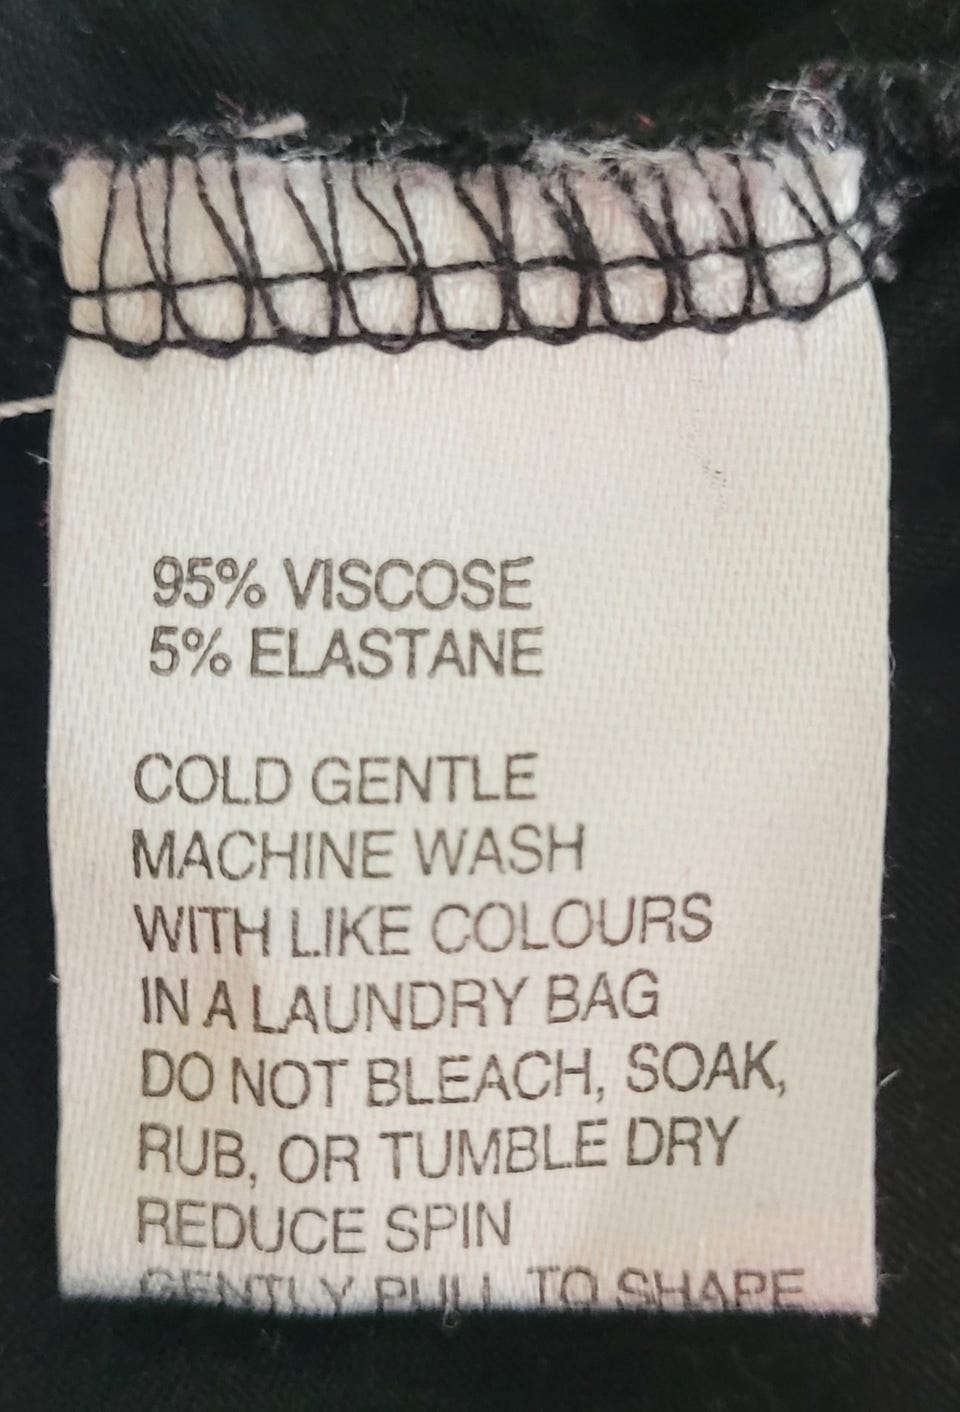 95% VISCOSE
5% ELASTANE
COLD GENTLE
MACHINE WASH
WITH LIKE COLOURS
IN A LAUNDRY BAG
DO NOT BLEACH, SOAK,
RUB, OR TUMBLE DRY
REDUCE SPIN
GENTLY PULL TO SHAPE